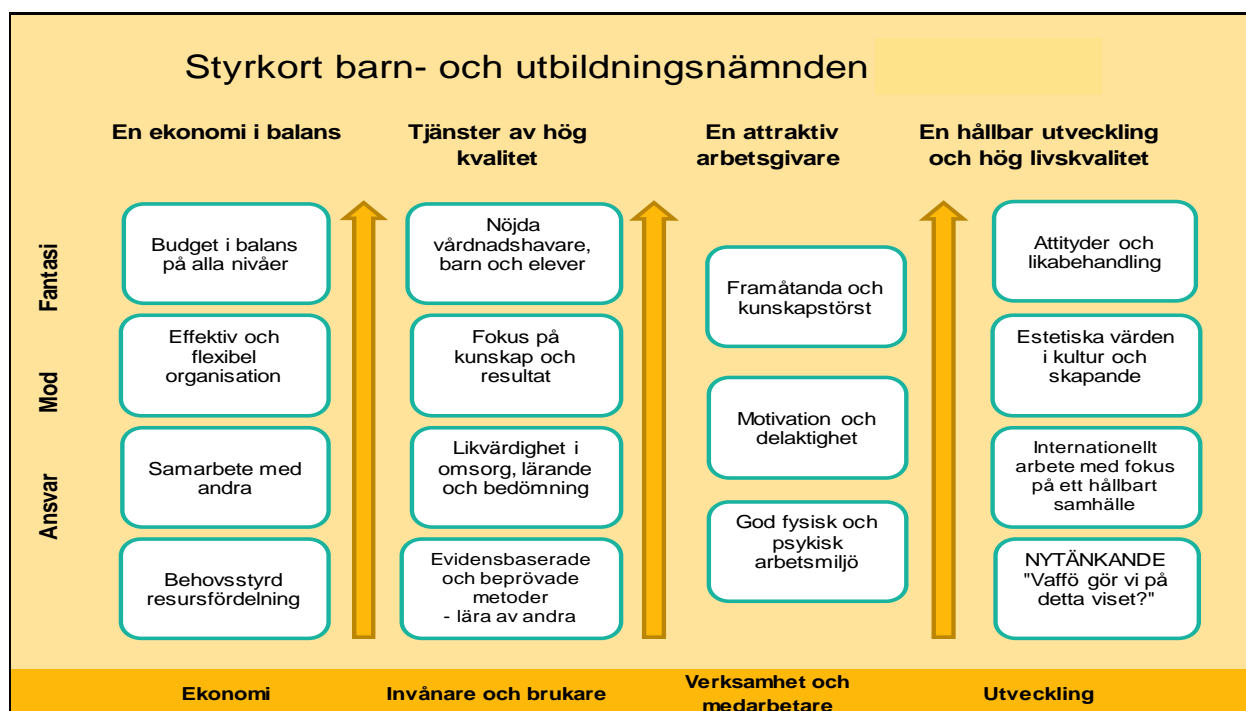 Styrkort barn- och utbildningsnämnden
En ekonomi i balans
Tjänster av hög
kvalitet
En attraktiv
arbetsgivare
En hållbar utveckling
och hög livskvalitet
Fantasi
Mod
Ansvar
Budget i balans
på alla nivåer
Effektiv och
flexibel
organisation
Samarbete med
andra
Behovsstyrd
resursfördelning
Nöjda
vårdnadshavare,
barn och elever
Fokus på
kunskap och
resultat
Likvärdighet i
omsorg, lärande
och bedömning
Evidensbaserade
och beprövade
metoder
- lära av andra
Framåtanda och
kunskapstörst
Motivation och
delaktighet
God fysisk och
psykisk
arbetsmiljö
Attityder och
likabehandling
Estetiska värden
i kultur och
skapande
Internationellt
arbete med fokus
på ett hållbart
samhälle
NYTÄNKANDE
"Vaffö gör vi på
detta viset?"
Ekonomi
Invånare och brukare
Verksamhet och
medarbetare
Utveckling